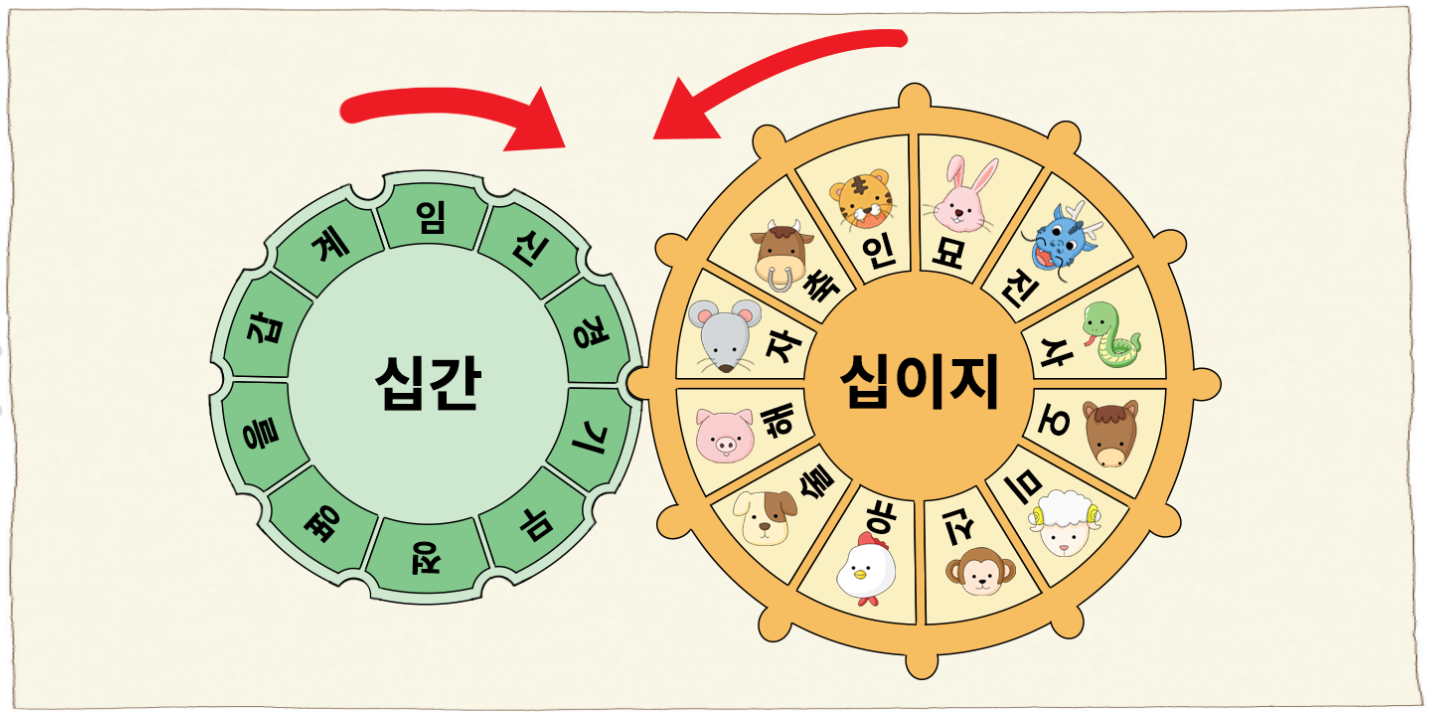 십간
갑
을
병
정
무
기
경
신
임
계
십이지
자
축
인
묘
진
사
오
미
신
유
술
해